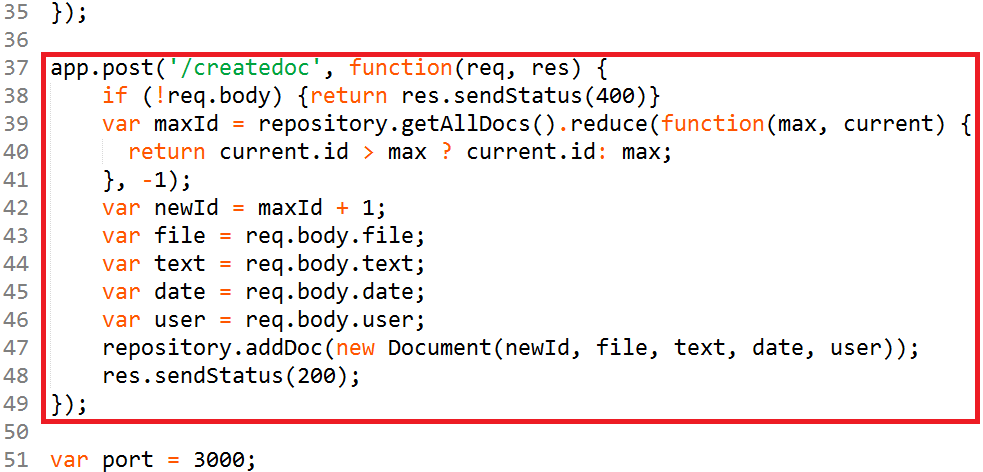 35 });
36
37 app.post('/createdoc', function(req, res) {
38     if (!req.body) {return res.sendStatus(400)}
39     var maxId = repository.getAllDocs().reduce(function(max, current) {
40       return current.id > max ? current.id: max;
41     }, -1);
42     var newId = maxId + 1;
43     var file = req.body.file;
44     var text = req.body.text;
45     var date = req.body.date;
46     var user = req.body.user;
47     repository.addDoc(new Document(newId, file, text, date, user));
48     res.sendStatus(200);
49 });
50
51 var port = 3000;